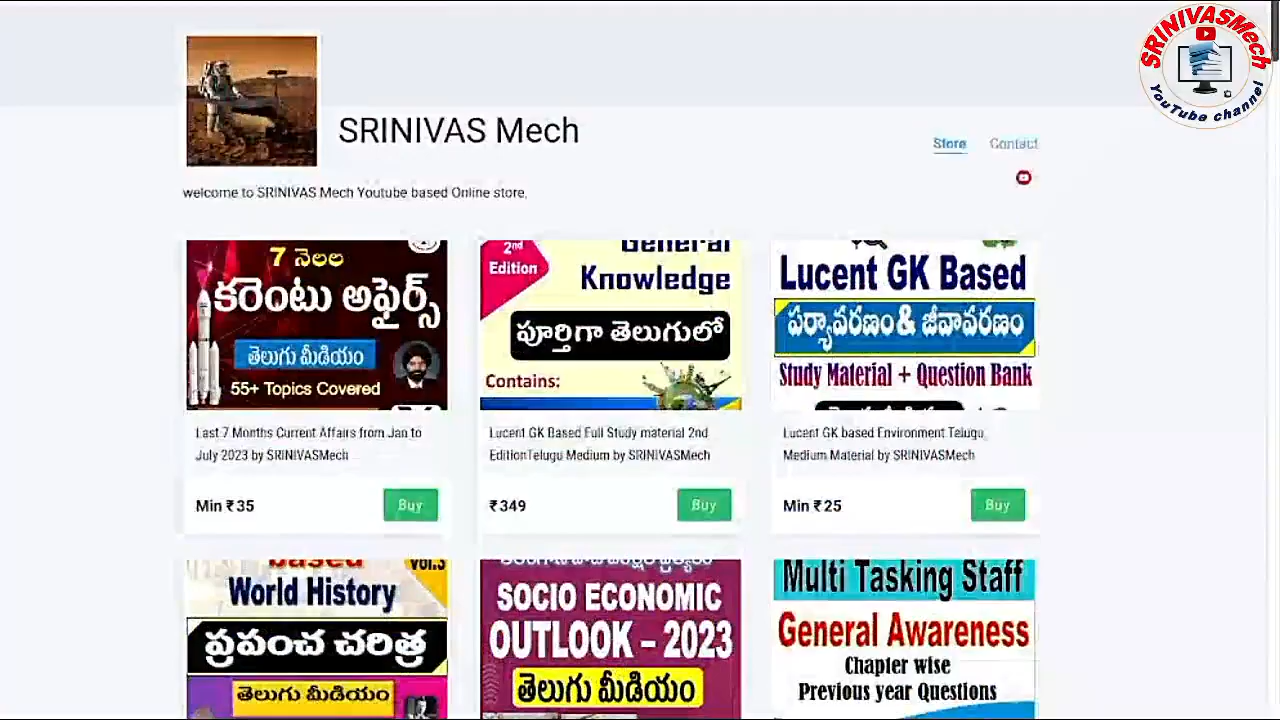 SRINIVASMech
YouTube channel
SRINIVAS Mech
Store
Contact
welcome to SRINIVAS Mech Youtube based Online store,
7 నెలల
కరెంటు అఫైర్స్
తెలుగు మీడియం
55+ Topics Covered
Last 7 Months Current Affairs from Jan to
July 2023 by SRINIVASMech
Min ₹ 35
Buy
2nd
Edition
General
Knowledge
పూర్తిగా తెలుగులో
Contains:
Lucent GK Based Full Study material 2nd
EditionTelugu Medium by SRINIVASMech
₹ 349
Buy
Lucent GK Based
పర్యావరణం & జీవావరణం
Study Material + Question Bank
Lucent GK based Environment Telugu
Medium Material by SRINIVASMech
Min ₹ 25
Buy
based
Vol.3
World History
ప్రపంచ చరిత్ర
తెలుగు మీడియం
SOCIO ECONOMIC
OUTLOOK – 2023
తెలుగు మీడియం
Multi Tasking Staff
General Awareness
Chapter wise
Previous year Questions